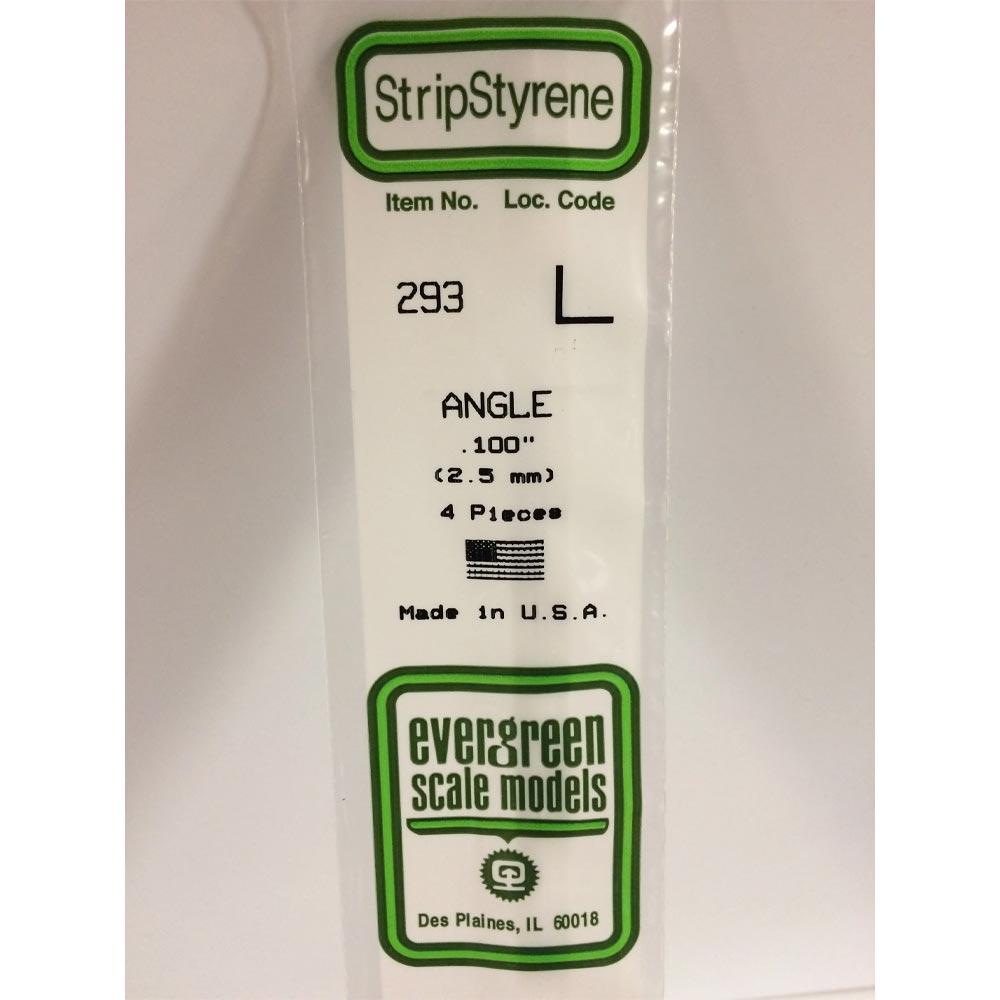 StripStyrene
Item No. Loc. Code
293 L
ANGLE
.100"
(2.5 mm)
4 Pieces
Made in U.S.A.
evergreen
scale models
Des Plaines, IL 60018